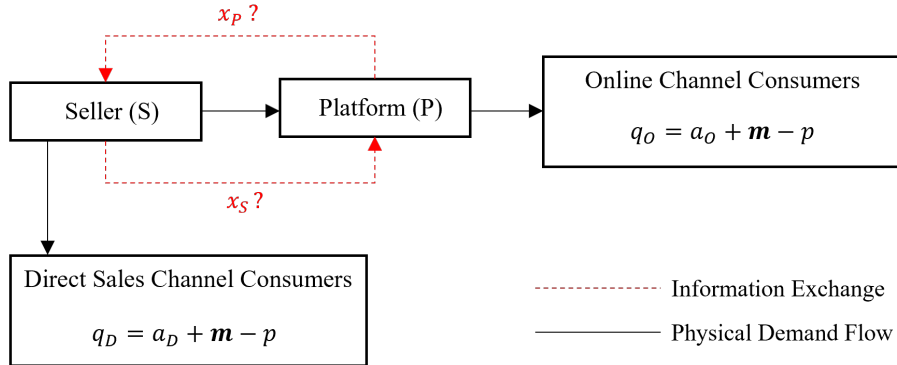 x_P ?
Seller (S)
Platform (P)
Online Channel Consumers
q_O = a_O + m − p
x_S ?
Direct Sales Channel Consumers
q_D = a_D + m − p
Information Exchange
Physical Demand Flow